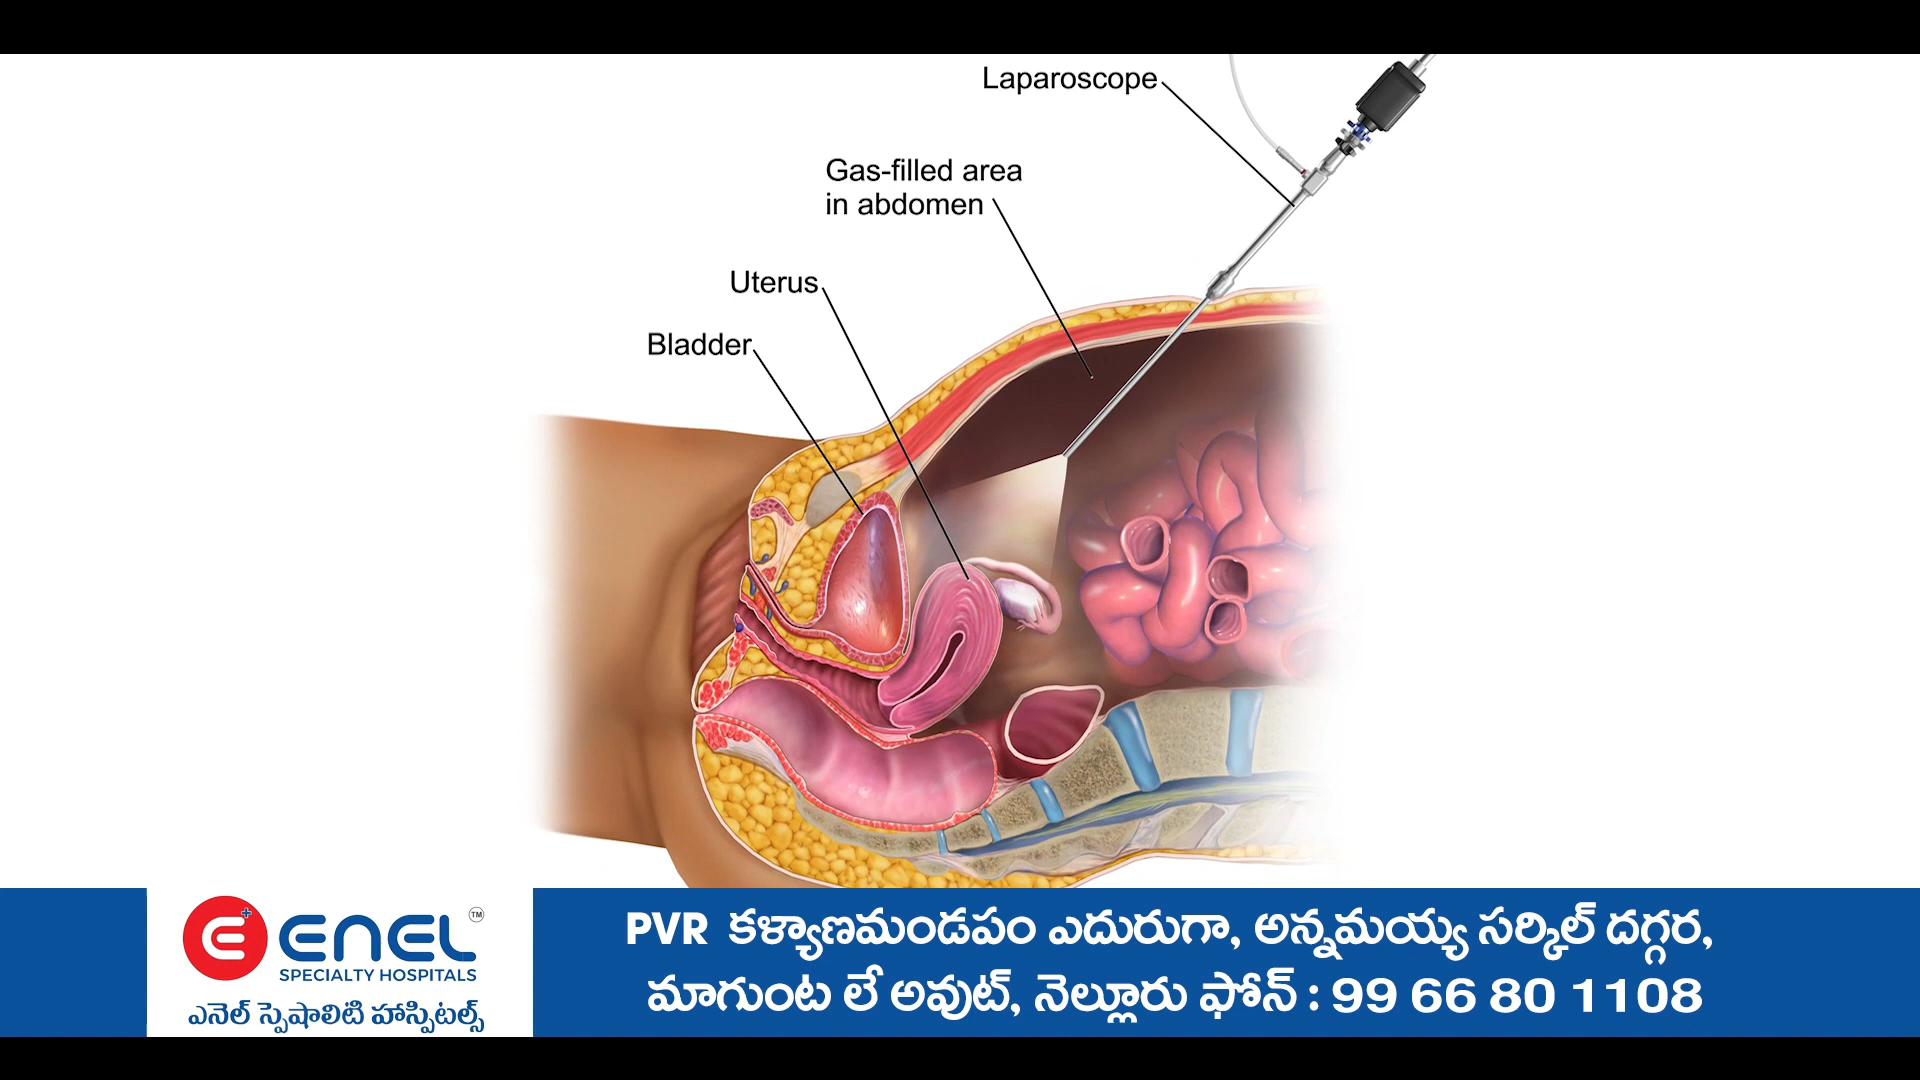 Laparoscope
Gas-filled area
in abdomen
Uterus
Bladder
ENEL TM
SPECIALTY HOSPITALS
ఎనెల్ స్పెషాలిటి హాస్పిటల్స్
PVR కళ్యాణమండపం ఎదురుగా, అన్నమయ్య సర్కిల్ దగ్గర,
మాగుంట లే అవుట్, నెల్లూరు ఫోన్ : 99 66 80 1108